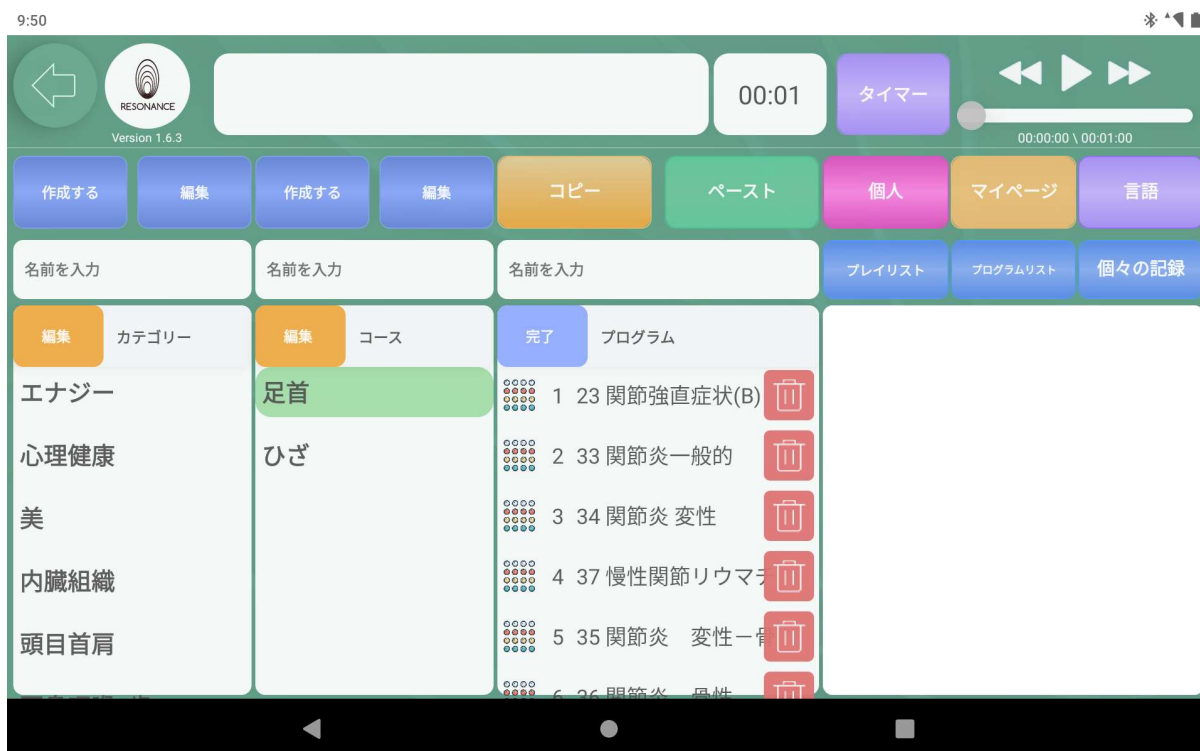 9:50
RESONANCE
Version 1.6.3
00:01
タイマー
00:00:00 \ 00:01:00
作成する
編集
作成する
編集
コピー
ペースト
個人
マイページ
言語
名前を入力
名前を入力
名前を入力
プレイリスト
プログラムリスト
個々の記録
編集
カテゴリー
編集
コース
完了
プログラム
エナジー
心理健康
美
内臓組織
頭目首肩
足首
ひざ
1 23 関節強直症状(B)
2 33 関節炎一般的
3 34 関節炎 変性
4 37 慢性関節リウマチ
5 35 関節炎　変性－骨
6 36 関節炎　骨性